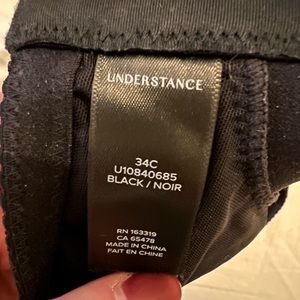 UNDERSTANCE
34C
U10840685
BLACK / NOIR
RN 163319
CA 65478
MADE IN CHINA
FAIT EN CHINE